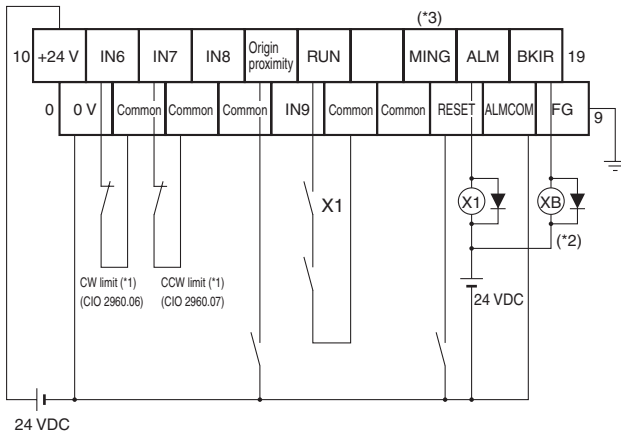 (*3)
10 +24 V IN6 IN7 IN8 Origin proximity RUN MING ALM BKIR 19
0 0 V Common Common Common IN9 Common Common RESET ALMCOM FG 9
X1 X1 XB
(*2)
CW limit (*1) CCW limit (*1)
(CIO 2960.06) (CIO 2960.07)
24 VDC
24 VDC